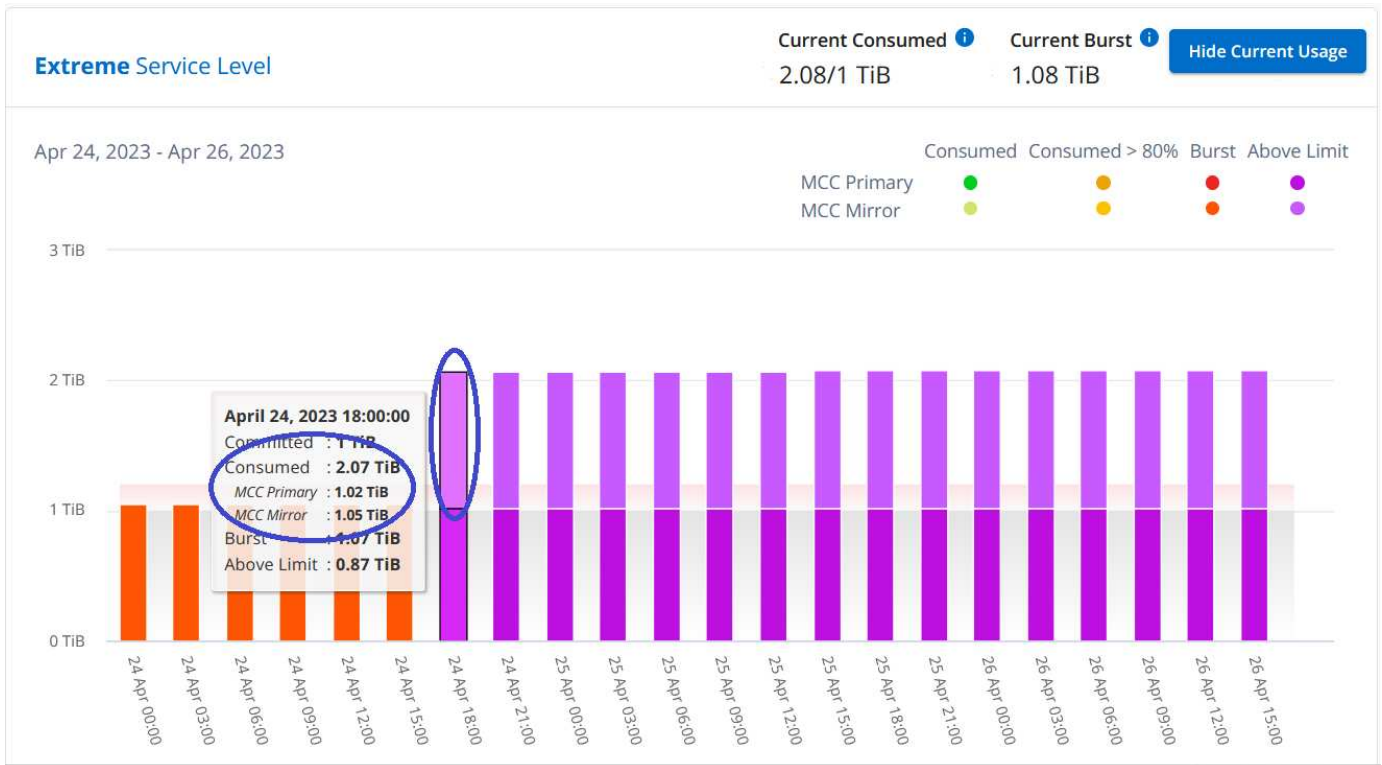 Extreme Service Level
Current Consumed i
2.08/1 TiB
Current Burst i
1.08 TiB
Hide Current Usage
Apr 24, 2023 - Apr 26, 2023
Consumed Consumed > 80% Burst Above Limit
MCC Primary
MCC Mirror
3 TiB
2 TiB
1 TiB
0 TiB
April 24, 2023 18:00:00
Committed : 1 TiB
Consumed : 2.07 TiB
MCC Primary : 1.02 TiB
MCC Mirror : 1.05 TiB
Burst : 1.07 TiB
Above Limit : 0.87 TiB
24 Apr 00:00
24 Apr 03:00
24 Apr 06:00
24 Apr 09:00
24 Apr 12:00
24 Apr 15:00
24 Apr 18:00
24 Apr 21:00
25 Apr 00:00
25 Apr 03:00
25 Apr 06:00
25 Apr 09:00
25 Apr 12:00
25 Apr 15:00
25 Apr 18:00
25 Apr 21:00
26 Apr 00:00
26 Apr 03:00
26 Apr 06:00
26 Apr 09:00
26 Apr 12:00
26 Apr 15:00